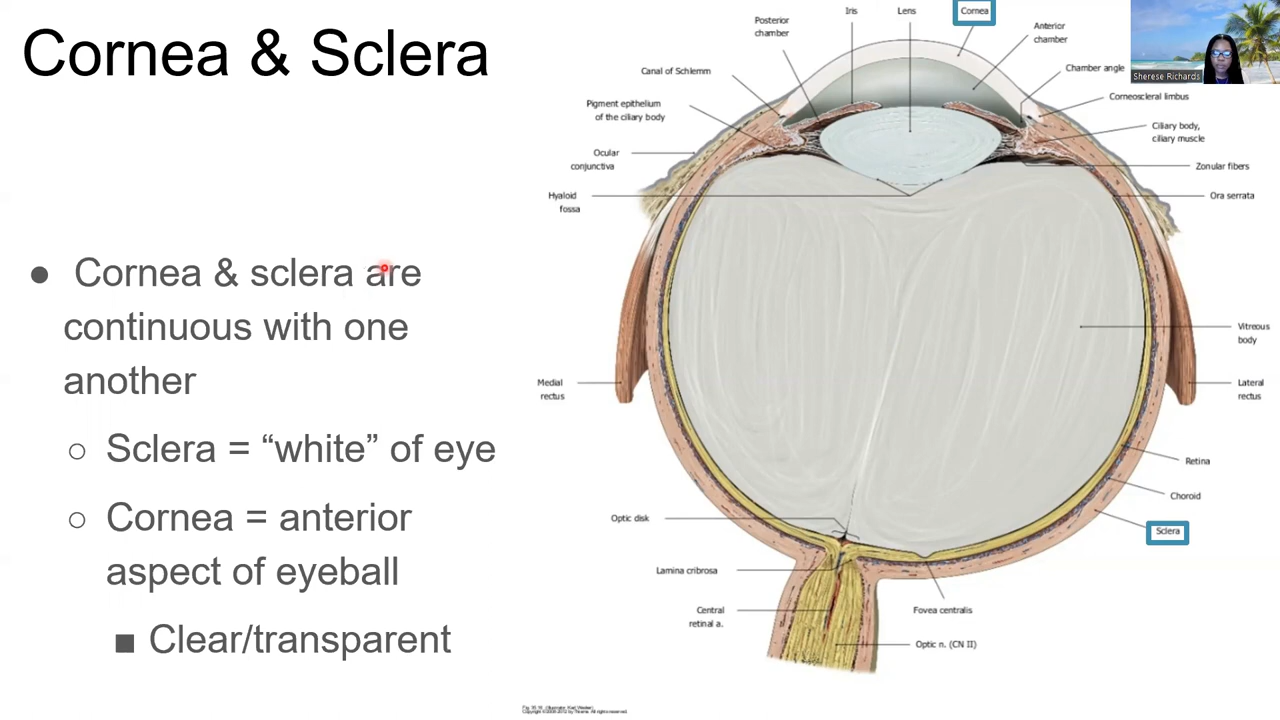 Cornea & Sclera
● Cornea & sclera are
continuous with one
another
○ Sclera = “white” of eye
○ Cornea = anterior
aspect of eyeball
■ Clear/transparent
Posterior
chamber
Iris
Lens
Cornea
Anterior
chamber
Canal of Schlemm
Chamber angle
Pigment epithelium
of the ciliary body
Corneoscleral limbus
Ciliary body,
ciliary muscle
Ocular
conjunctiva
Zonular fibers
Hyaloid
fossa
Ora serrata
Vitreous
body
Medial
rectus
Lateral
rectus
Retina
Choroid
Optic disk
Sclera
Lamina cribrosa
Central
retinal a.
Fovea centralis
Optic n. (CN II)
Sherese Richards